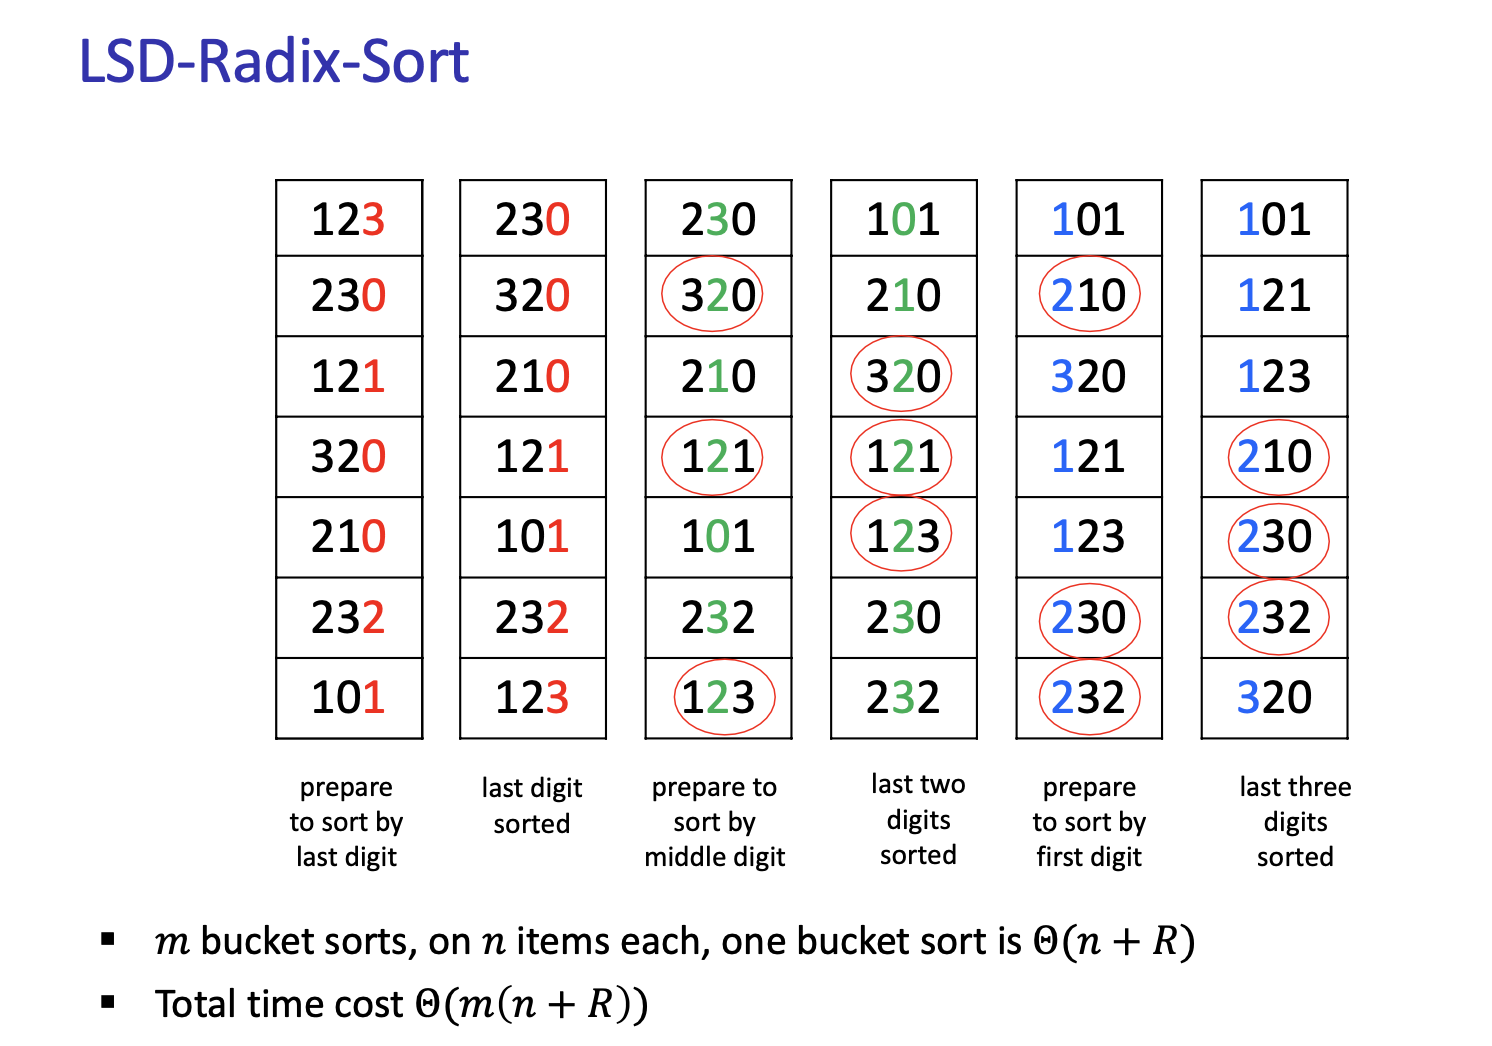 LSD-Radix-Sort
123 230 230 101 101 101
230 320 320 210 210 121
121 210 210 320 320 123
320 121 121 121 121 210
210 101 101 123 123 230
232 232 232 230 230 232
101 123 123 232 232 320
prepare
to sort by
last digit
last digit
sorted
prepare to
sort by
middle digit
last two
digits
sorted
prepare
to sort by
first digit
last three
digits
sorted
▪ m bucket sorts, on n items each, one bucket sort is Θ(n + R)
▪ Total time cost Θ(m(n + R))